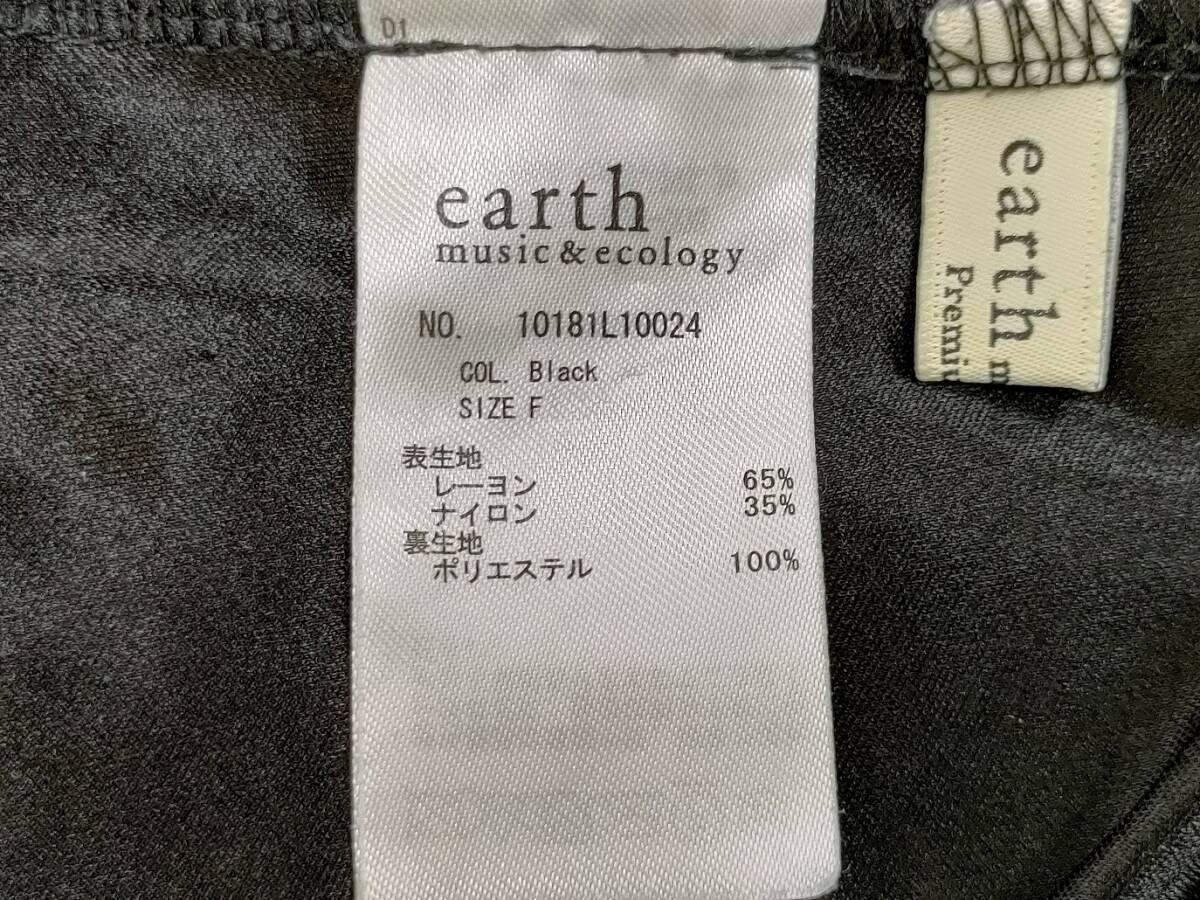 D1
earth
music & ecology
NO. 10181L10024
COL. Black
SIZE F
表生地
レーヨン 65%
ナイロン 35%
裏生地
ポリエステル 100%
earth